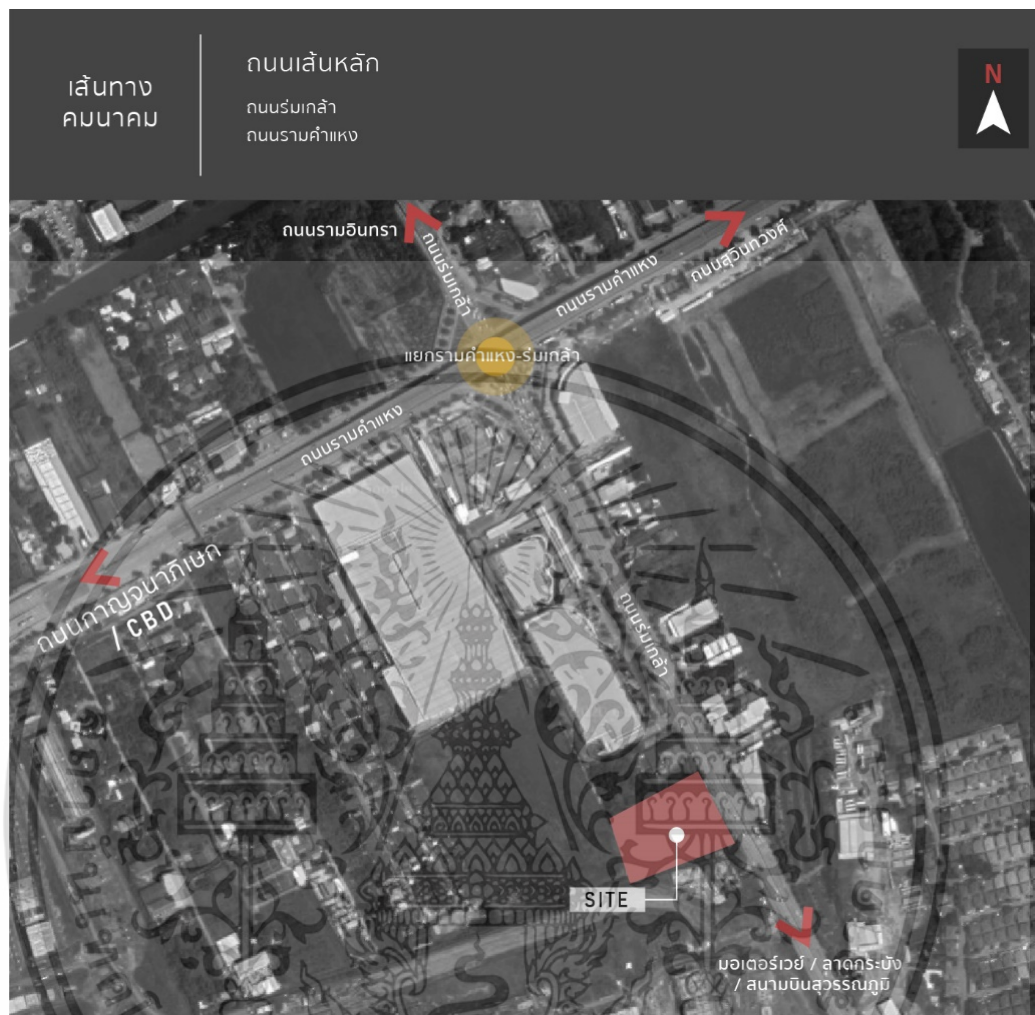 เส้นทาง
คมนาคม
ถนนเส้นหลัก
ถนนร่มเกล้า
ถนนรามคำแหง
N
ถนนรามอินทรา
ถนนร่มเกล้า
ถนนรามคำแหง
ถนนสุวินทวงศ์
แยกรามคำแหง-ร่มเกล้า
ถนนรามคำแหง
ถนนกาญจนาภิเษก
/ CBD
ถนนร่มเกล้า
SITE
มอเตอร์เวย์ / ลาดกระบัง
/ สนามบินสุวรรณภูมิ